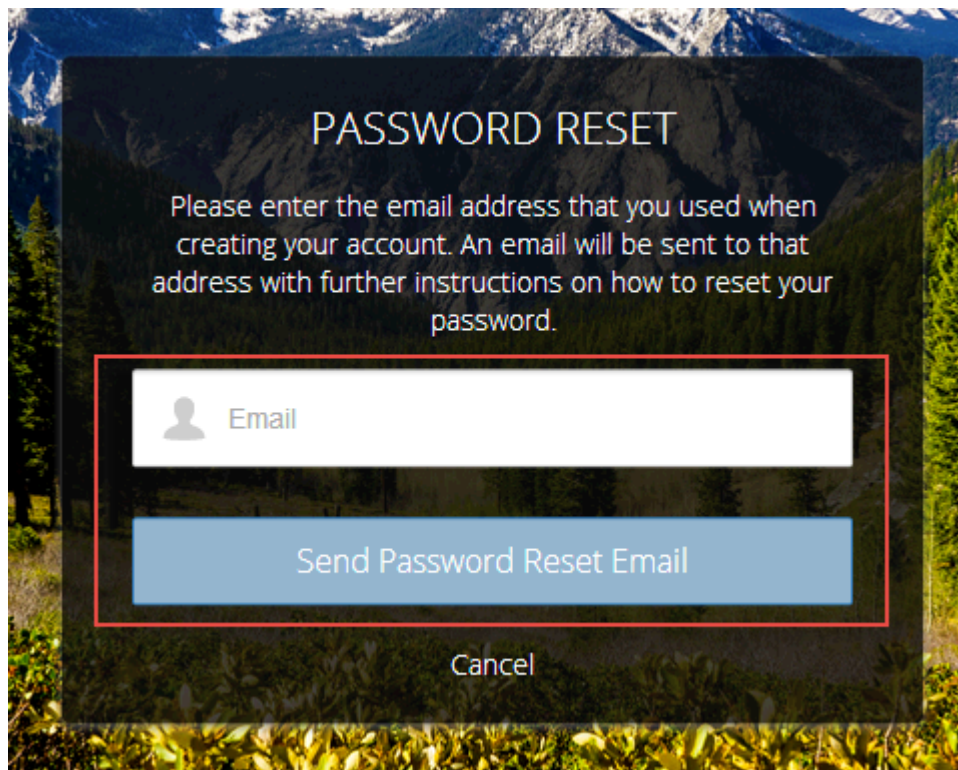 PASSWORD RESET
Please enter the email address that you used when
creating your account. An email will be sent to that
address with further instructions on how to reset your
password.
Email
Send Password Reset Email
Cancel